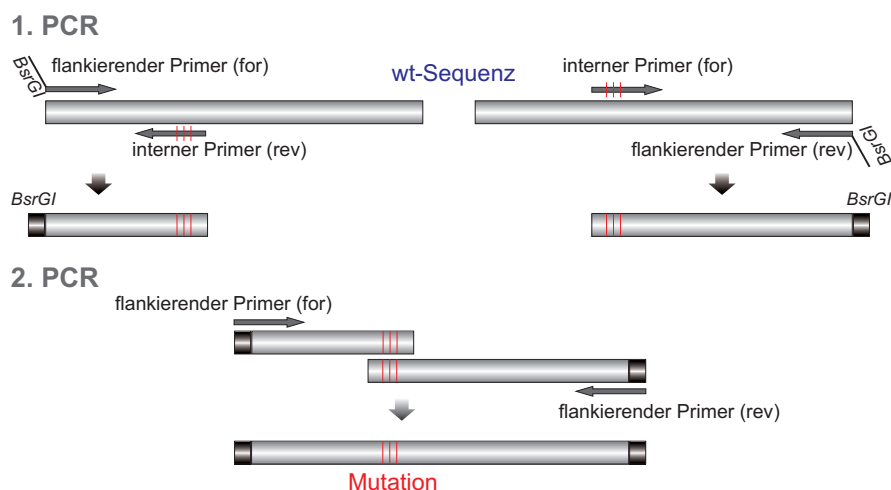 1. PCR
BsrGI
flankierender Primer (for)
wt-Sequenz
interner Primer (for)
interner Primer (rev)
flankierender Primer (rev)
BsrGI
BsrGI
BsrGI
2. PCR
flankierender Primer (for)
flankierender Primer (rev)
Mutation